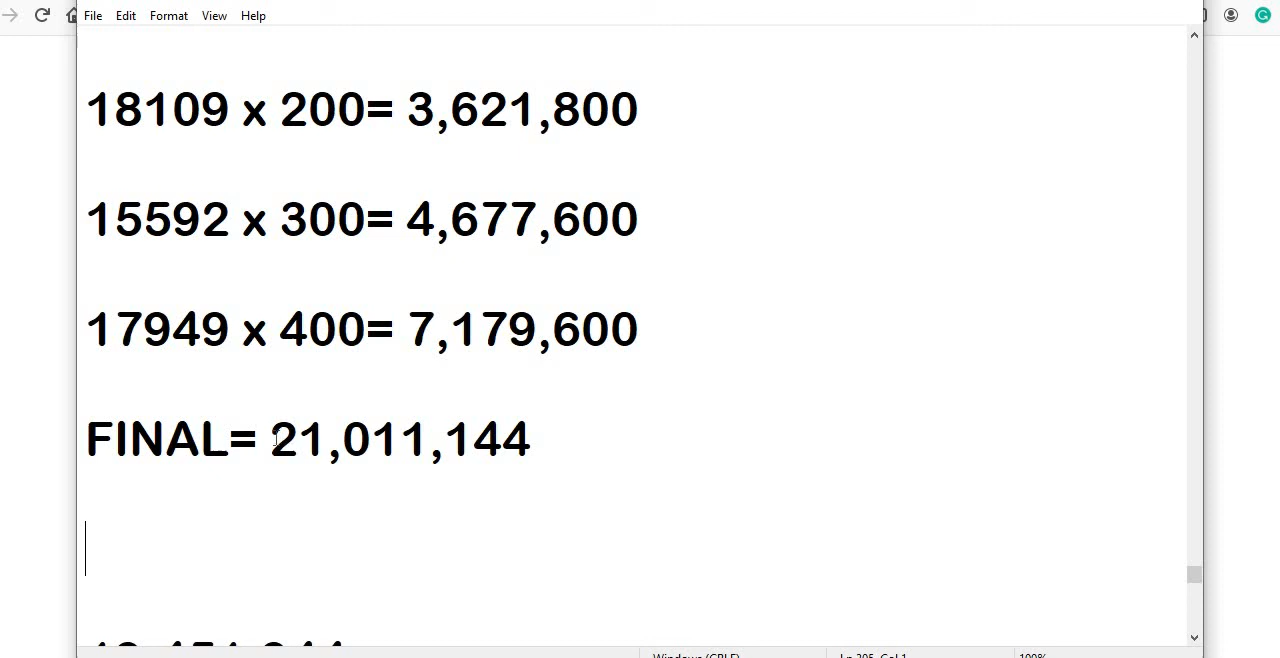 File Edit Format View Help
18109 x 200= 3,621,800
15592 x 300= 4,677,600
17949 x 400= 7,179,600
FINAL= 21,011,144